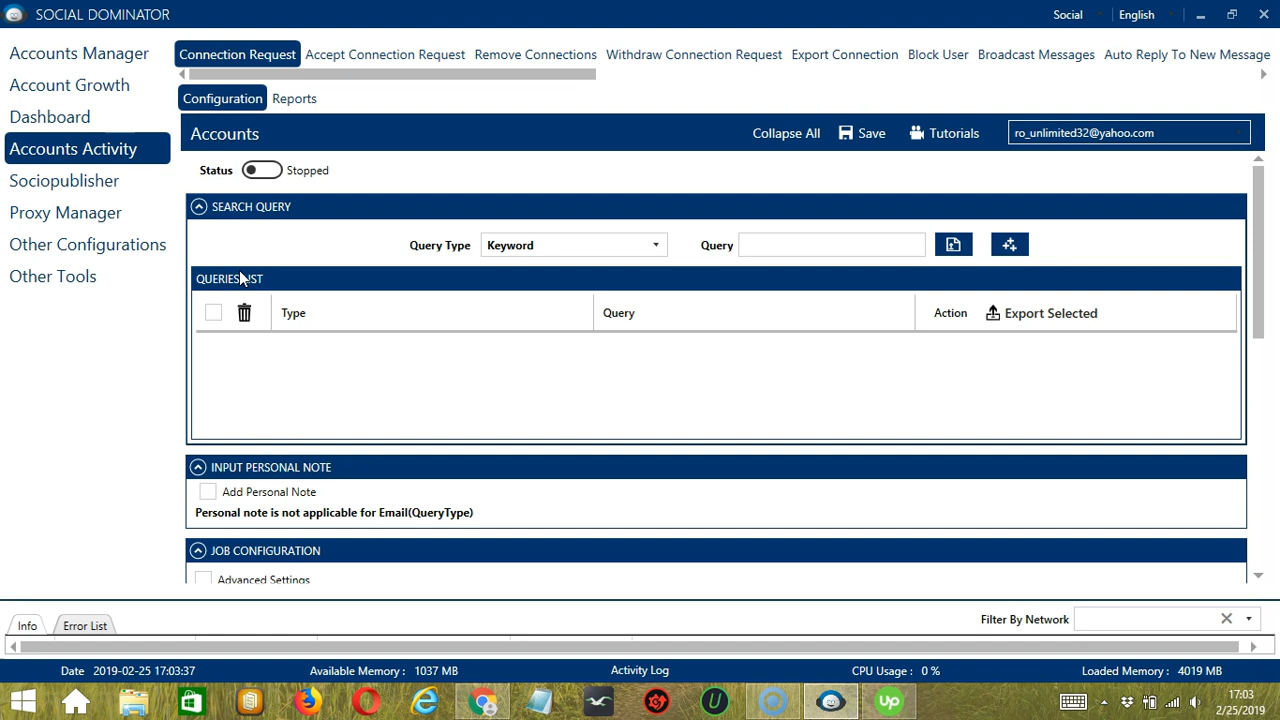 SOCIAL DOMINATOR
Social
English
Accounts Manager
Account Growth
Dashboard
Accounts Activity
Sociopublisher
Proxy Manager
Other Configurations
Other Tools
Connection Request
Accept Connection Request
Remove Connections
Withdraw Connection Request
Export Connection
Block User
Broadcast Messages
Auto Reply To New Message
Configuration
Reports
Accounts
Collapse All
Save
Tutorials
ro_unlimited32@yahoo.com
Status
Stopped
SEARCH QUERY
Query Type
Keyword
Query
QUERIES LIST
Type
Query
Action
Export Selected
INPUT PERSONAL NOTE
Add Personal Note
Personal note is not applicable for Email(QueryType)
JOB CONFIGURATION
Advanced Settings
Info
Error List
Filter By Network
Date 2019-02-25 17:03:37
Available Memory : 1037 MB
Activity Log
CPU Usage : 0 %
Loaded Memory : 4019 MB
Up
17:03
2/25/2019